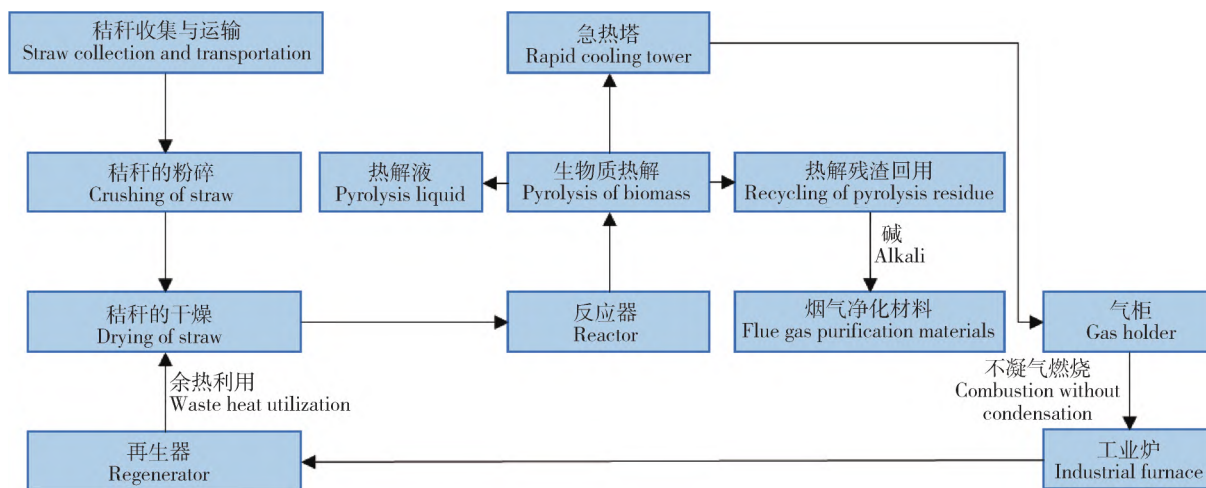 秸秆收集与运输
Straw collection and transportation
急热塔
Rapid cooling tower
秸秆的粉碎
Crushing of straw
热解液
Pyrolysis liquid
生物质热解
Pyrolysis of biomass
热解残渣回用
Recycling of pyrolysis residue
碱
Alkali
秸秆的干燥
Drying of straw
反应器
Reactor
烟气净化材料
Flue gas purification materials
气柜
Gas holder
余热利用
Waste heat utilization
不凝气燃烧
Combustion without
condensation
再生器
Regenerator
工业炉
Industrial furnace